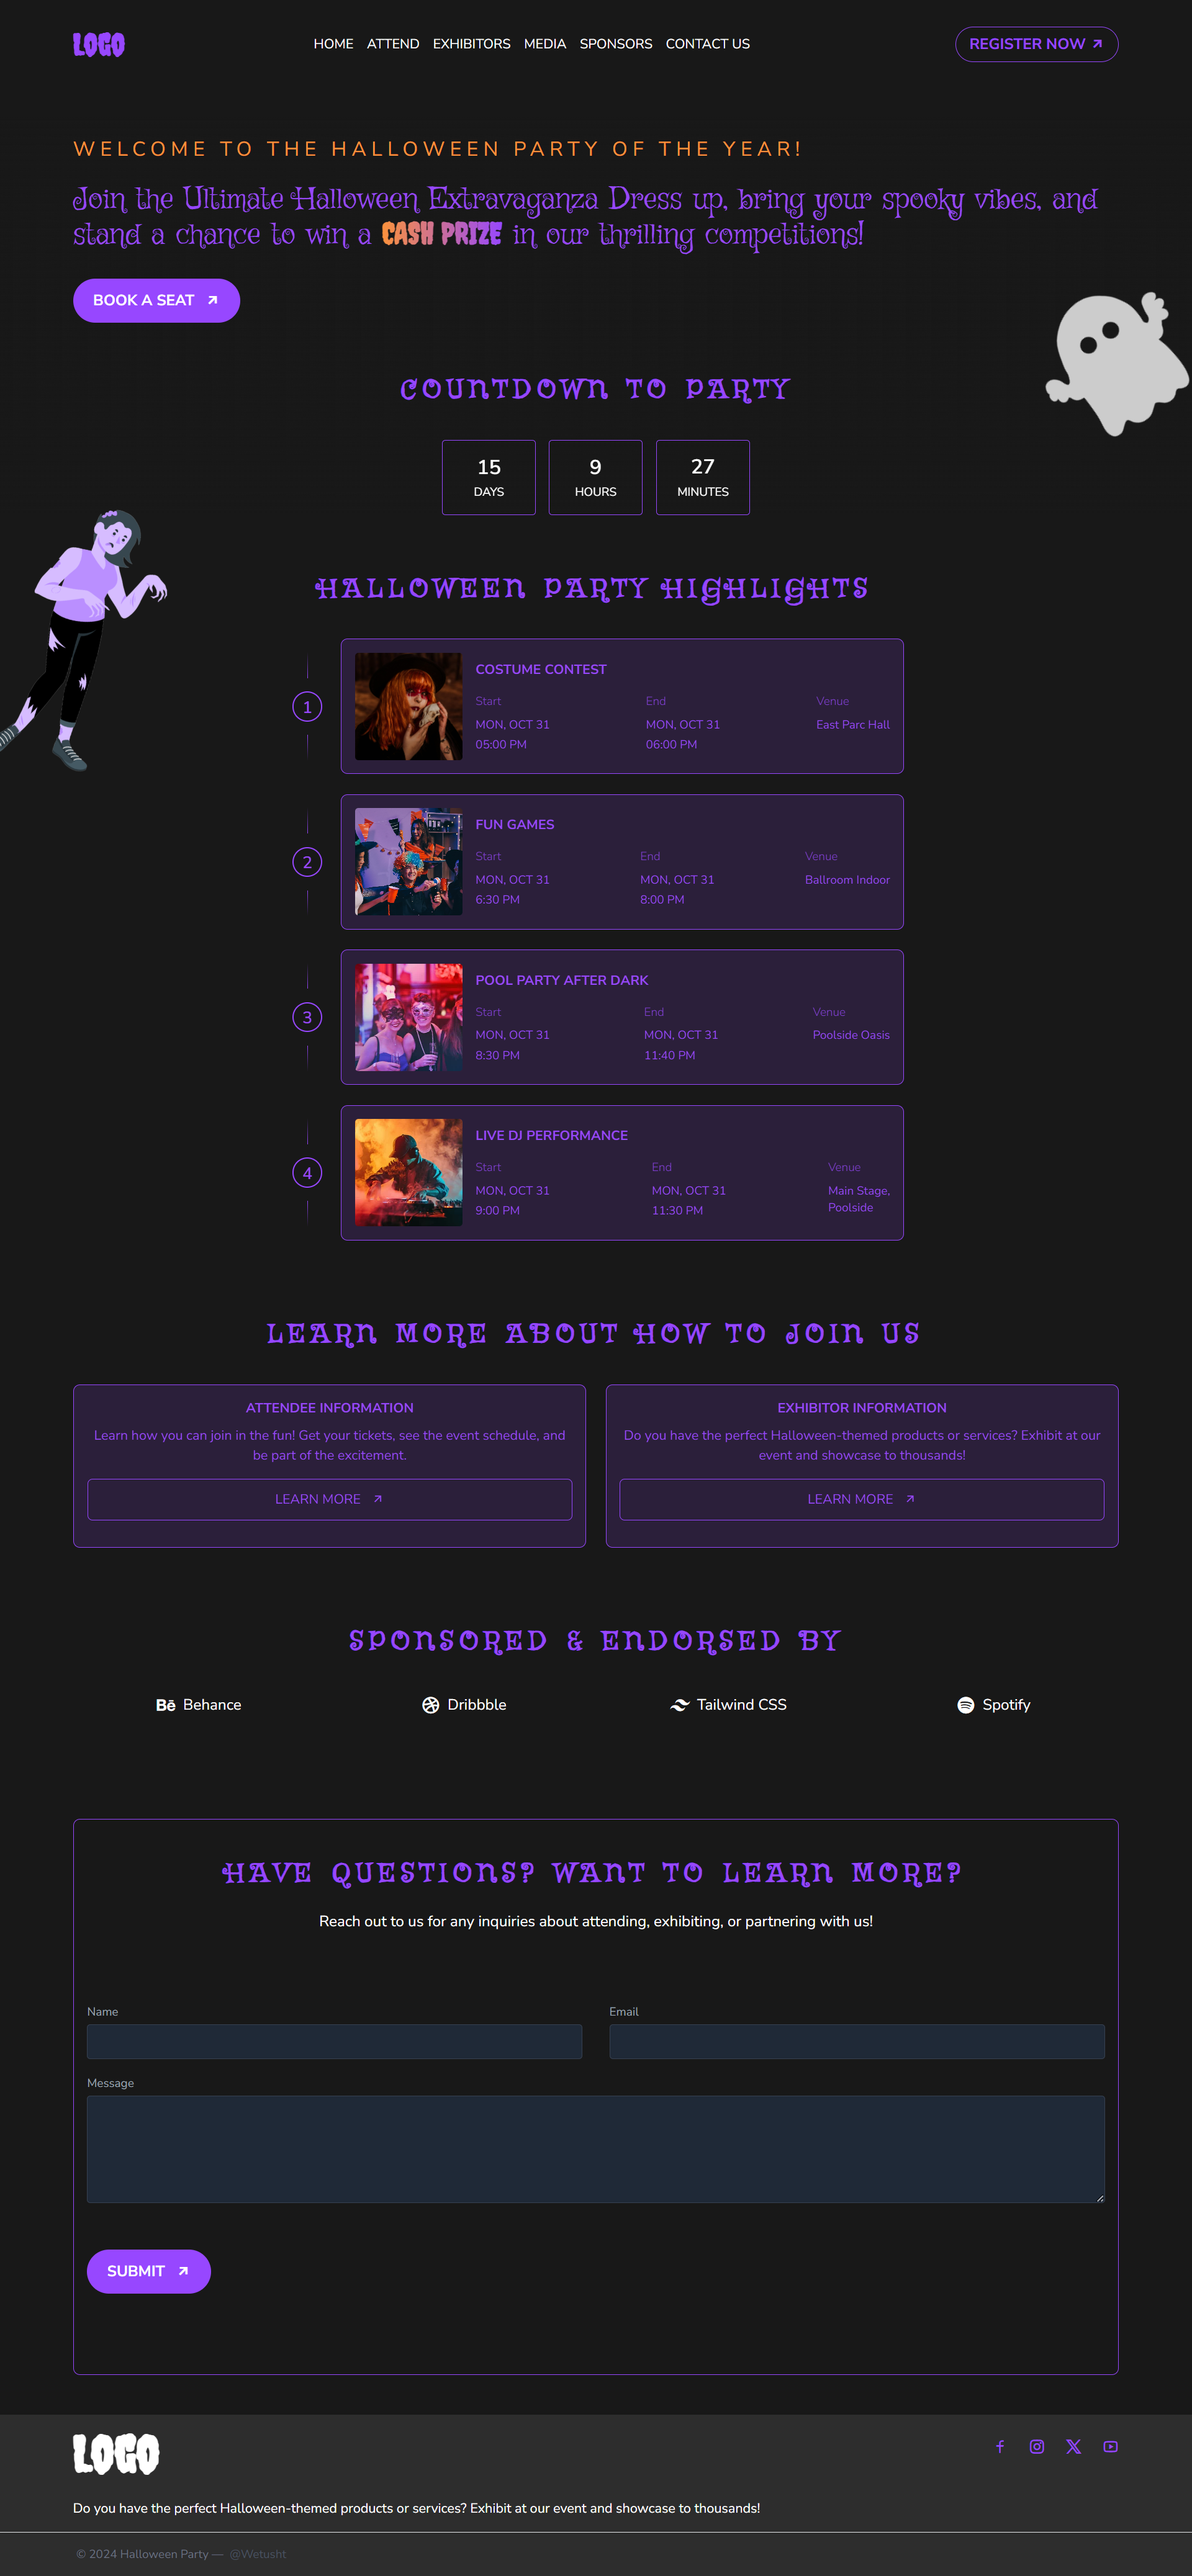 LOGO
HOME ATTEND EXHIBITORS MEDIA SPONSORS CONTACT US
REGISTER NOW
WELCOME TO THE HALLOWEEN PARTY OF THE YEAR!
Join the Ultimate Halloween Extravaganza Dress up, bring your spooky vibes, and
stand a chance to win a CASH PRIZE in our thrilling competitions!
BOOK A SEAT
COUNTDOWN TO PARTY
15 9 27
DAYS HOURS MINUTES
HALLOWEEN PARTY HIGHLIGHTS
1
COSTUME CONTEST
Start End Venue
MON, OCT 31 MON, OCT 31 East Parc Hall
05:00 PM 06:00 PM
2
FUN GAMES
Start End Venue
MON, OCT 31 MON, OCT 31 Ballroom Indoor
6:30 PM 8:00 PM
3
POOL PARTY AFTER DARK
Start End Venue
MON, OCT 31 MON, OCT 31 Poolside Oasis
8:30 PM 11:40 PM
4
LIVE DJ PERFORMANCE
Start End Venue
MON, OCT 31 MON, OCT 31 Main Stage,
9:00 PM 11:30 PM Poolside
LEARN MORE ABOUT HOW TO JOIN US
ATTENDEE INFORMATION
Learn how you can join in the fun! Get your tickets, see the event schedule, and
be part of the excitement.
LEARN MORE
EXHIBITOR INFORMATION
Do you have the perfect Halloween-themed products or services? Exhibit at our
event and showcase to thousands!
LEARN MORE
SPONSORED & ENDORSED BY
Bē Behance Dribbble Tailwind CSS Spotify
HAVE QUESTIONS? WANT TO LEARN MORE?
Reach out to us for any inquiries about attending, exhibiting, or partnering with us!
Name Email
Message
SUBMIT
LOGO
Do you have the perfect Halloween-themed products or services? Exhibit at our event and showcase to thousands!
© 2024 Halloween Party — @Wetusht